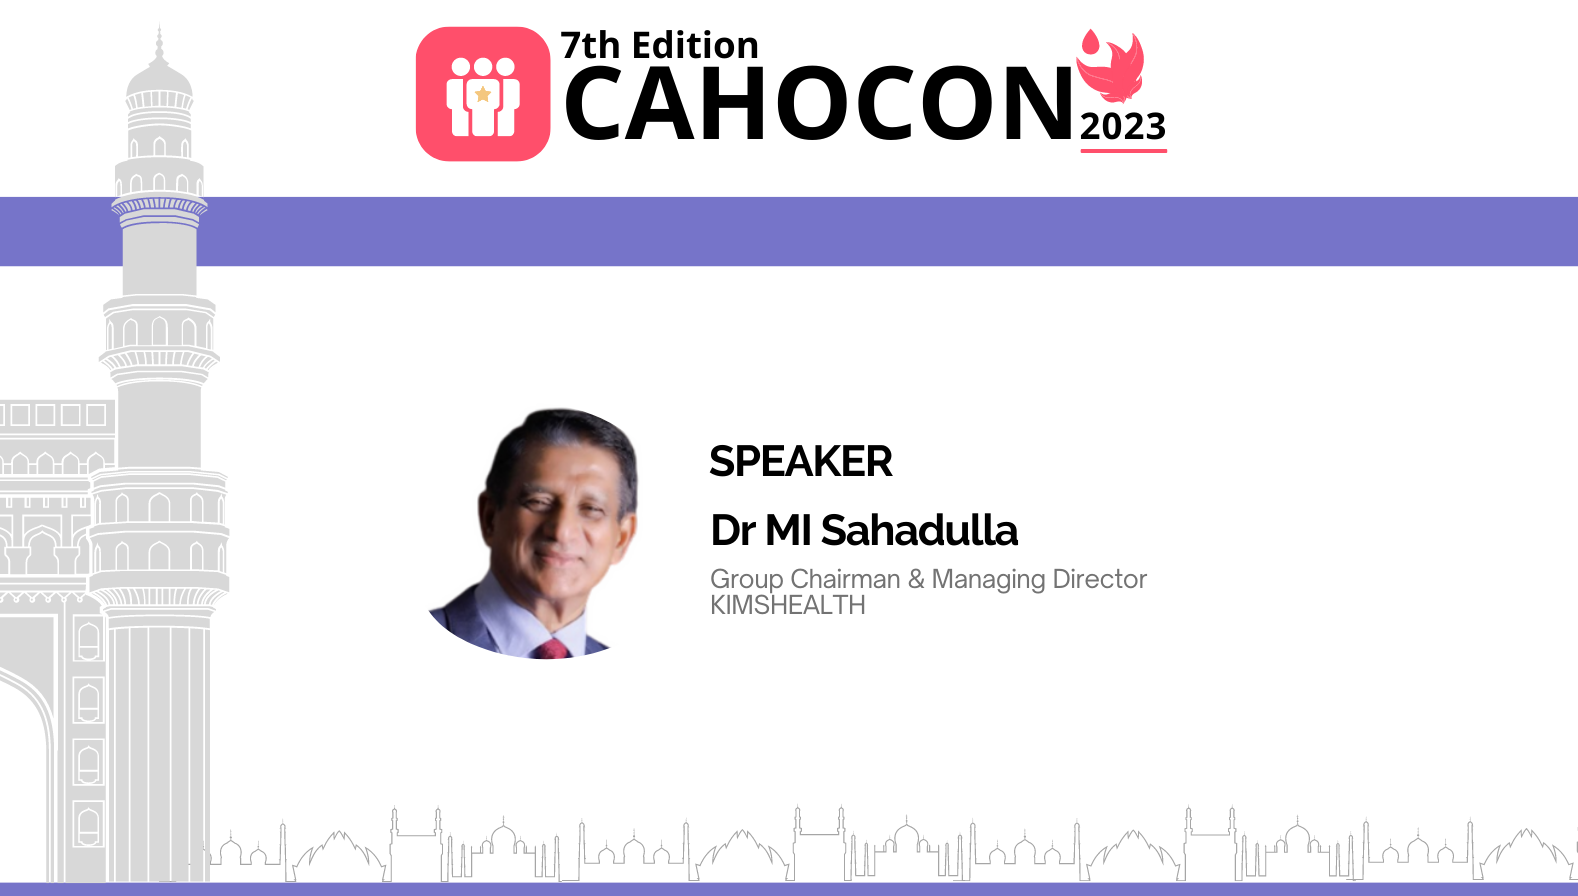 7th Edition
CAHOCON
2023
SPEAKER
Dr MI Sahadulla
Group Chairman & Managing Director
KIMSHEALTH